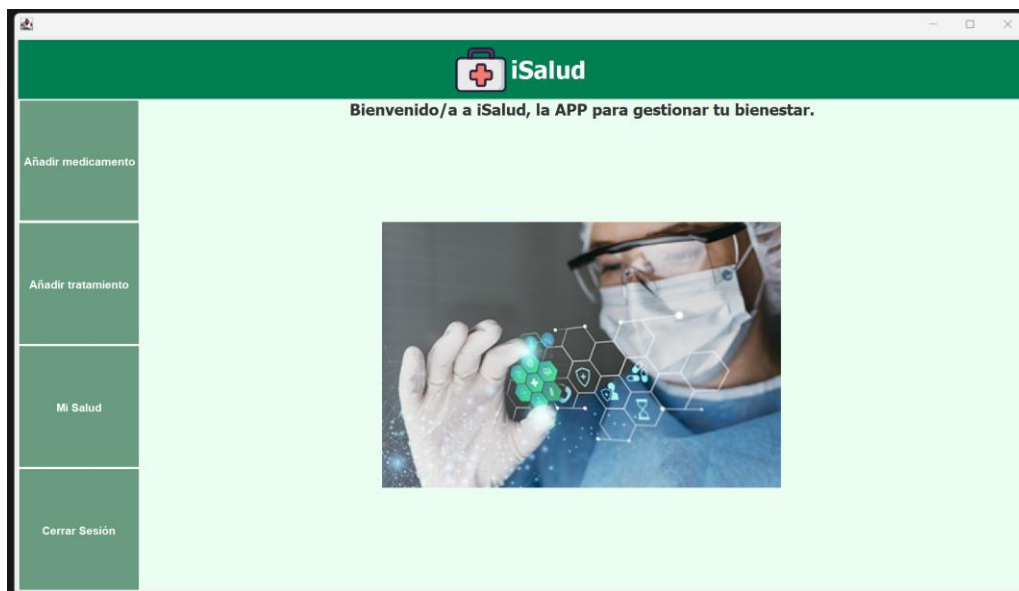 iSalud
Bienvenido/a a iSalud, la APP para gestionar tu bienestar.
Añadir medicamento
Añadir tratamiento
Mi Salud
Cerrar Sesión